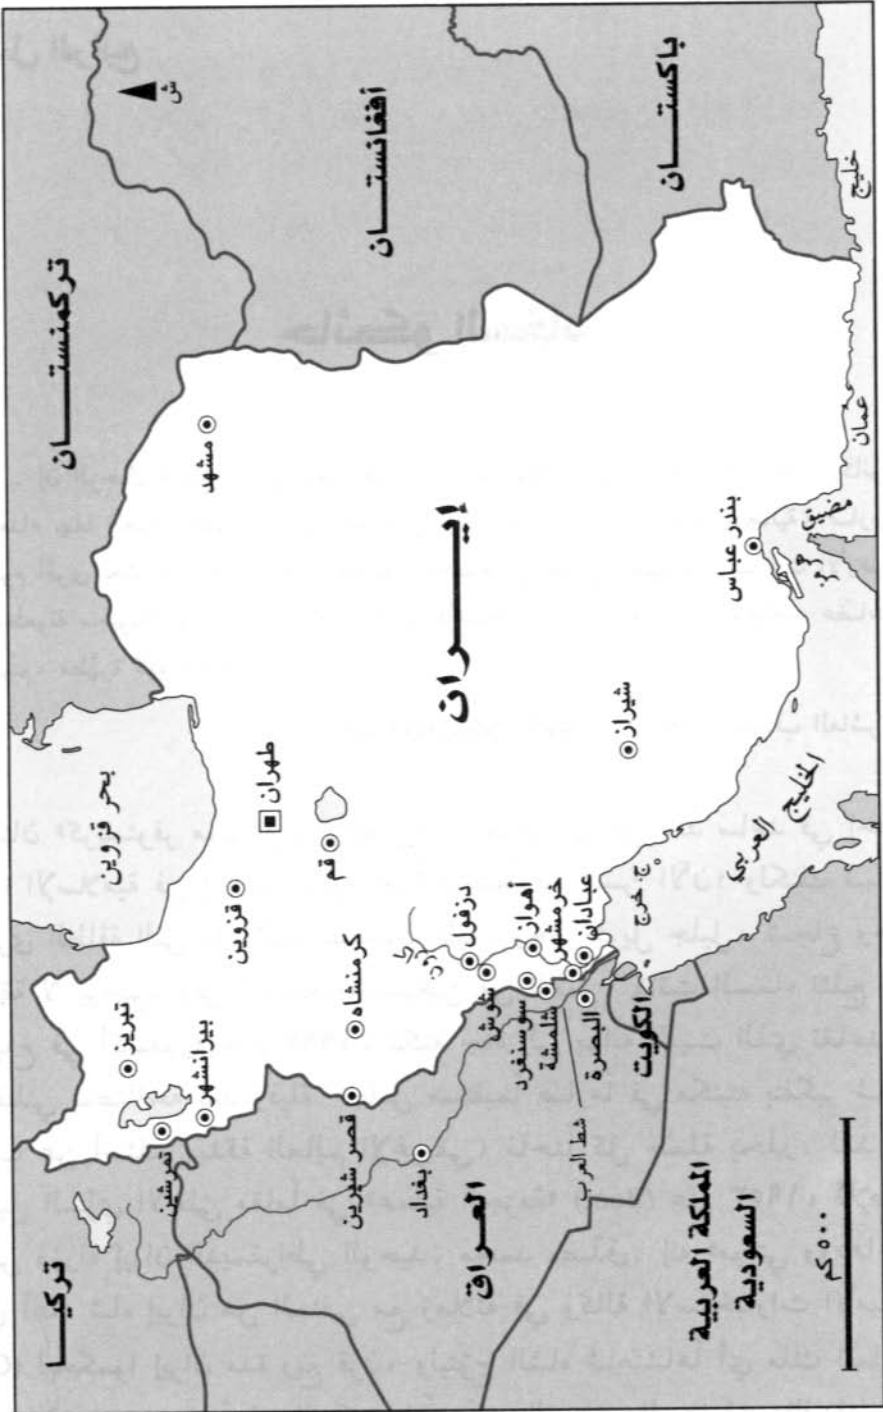 ش
تركمنستان
أفغانستان
باكستان
خليج
عمان
مشهد
إيران
بندر عباس
مضيق
هرمز
بحر قزوين
طهران
قم
قزوين
شيراز
الخليج العربي
ج. خرج
تبريز
بيرانشهر
تمرشين
كرمنشاه
قصر شيرين
دزفول
شوش
أهواز
سوسنغرد
خرمشهر
شلمشة
عبادان
البصرة
الكويت
شط العرب
بغداد
العراق
تركيا
المملكة العربية
السعودية
٥٠٠ كم